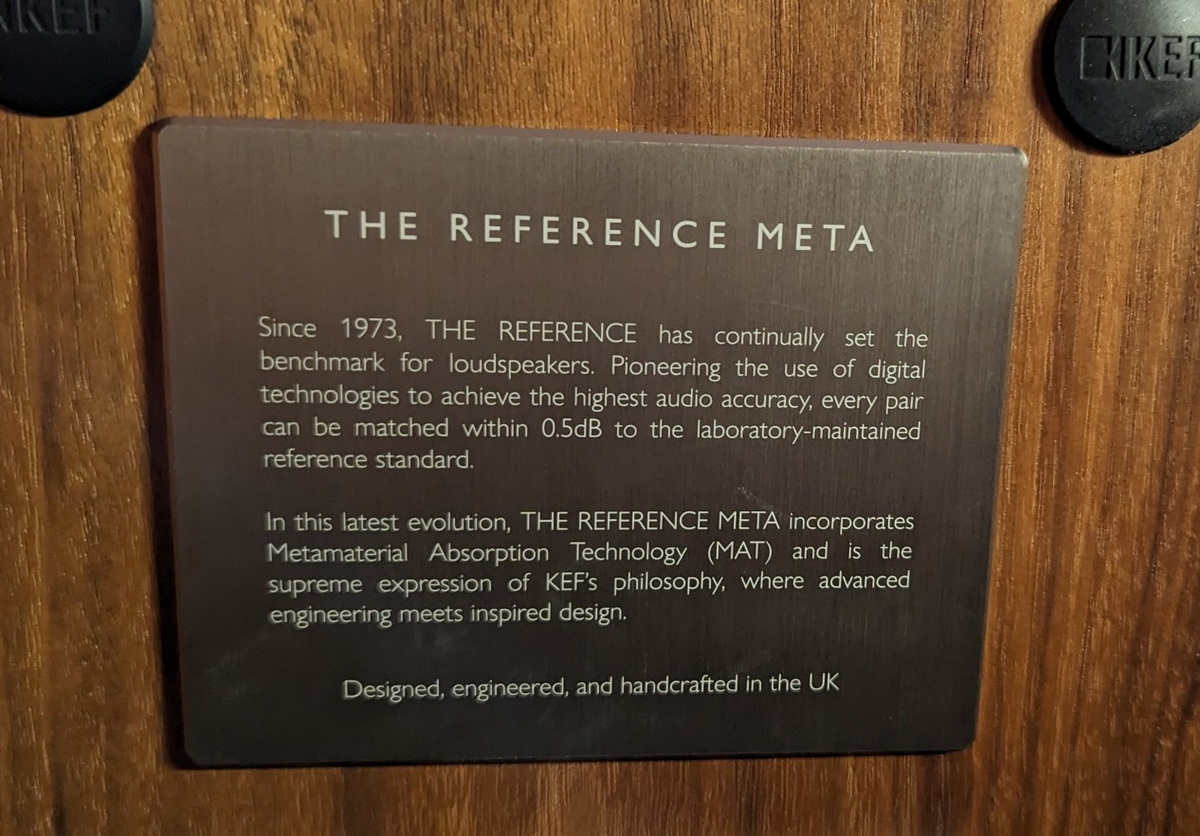 KEF
KEF
THE REFERENCE META
Since 1973, THE REFERENCE has continually set the
benchmark for loudspeakers. Pioneering the use of digital
technologies to achieve the highest audio accuracy, every pair
can be matched within 0.5dB to the laboratory-maintained
reference standard.
In this latest evolution, THE REFERENCE META incorporates
Metamaterial Absorption Technology (MAT) and is the
supreme expression of KEF's philosophy, where advanced
engineering meets inspired design.
Designed, engineered, and handcrafted in the UK